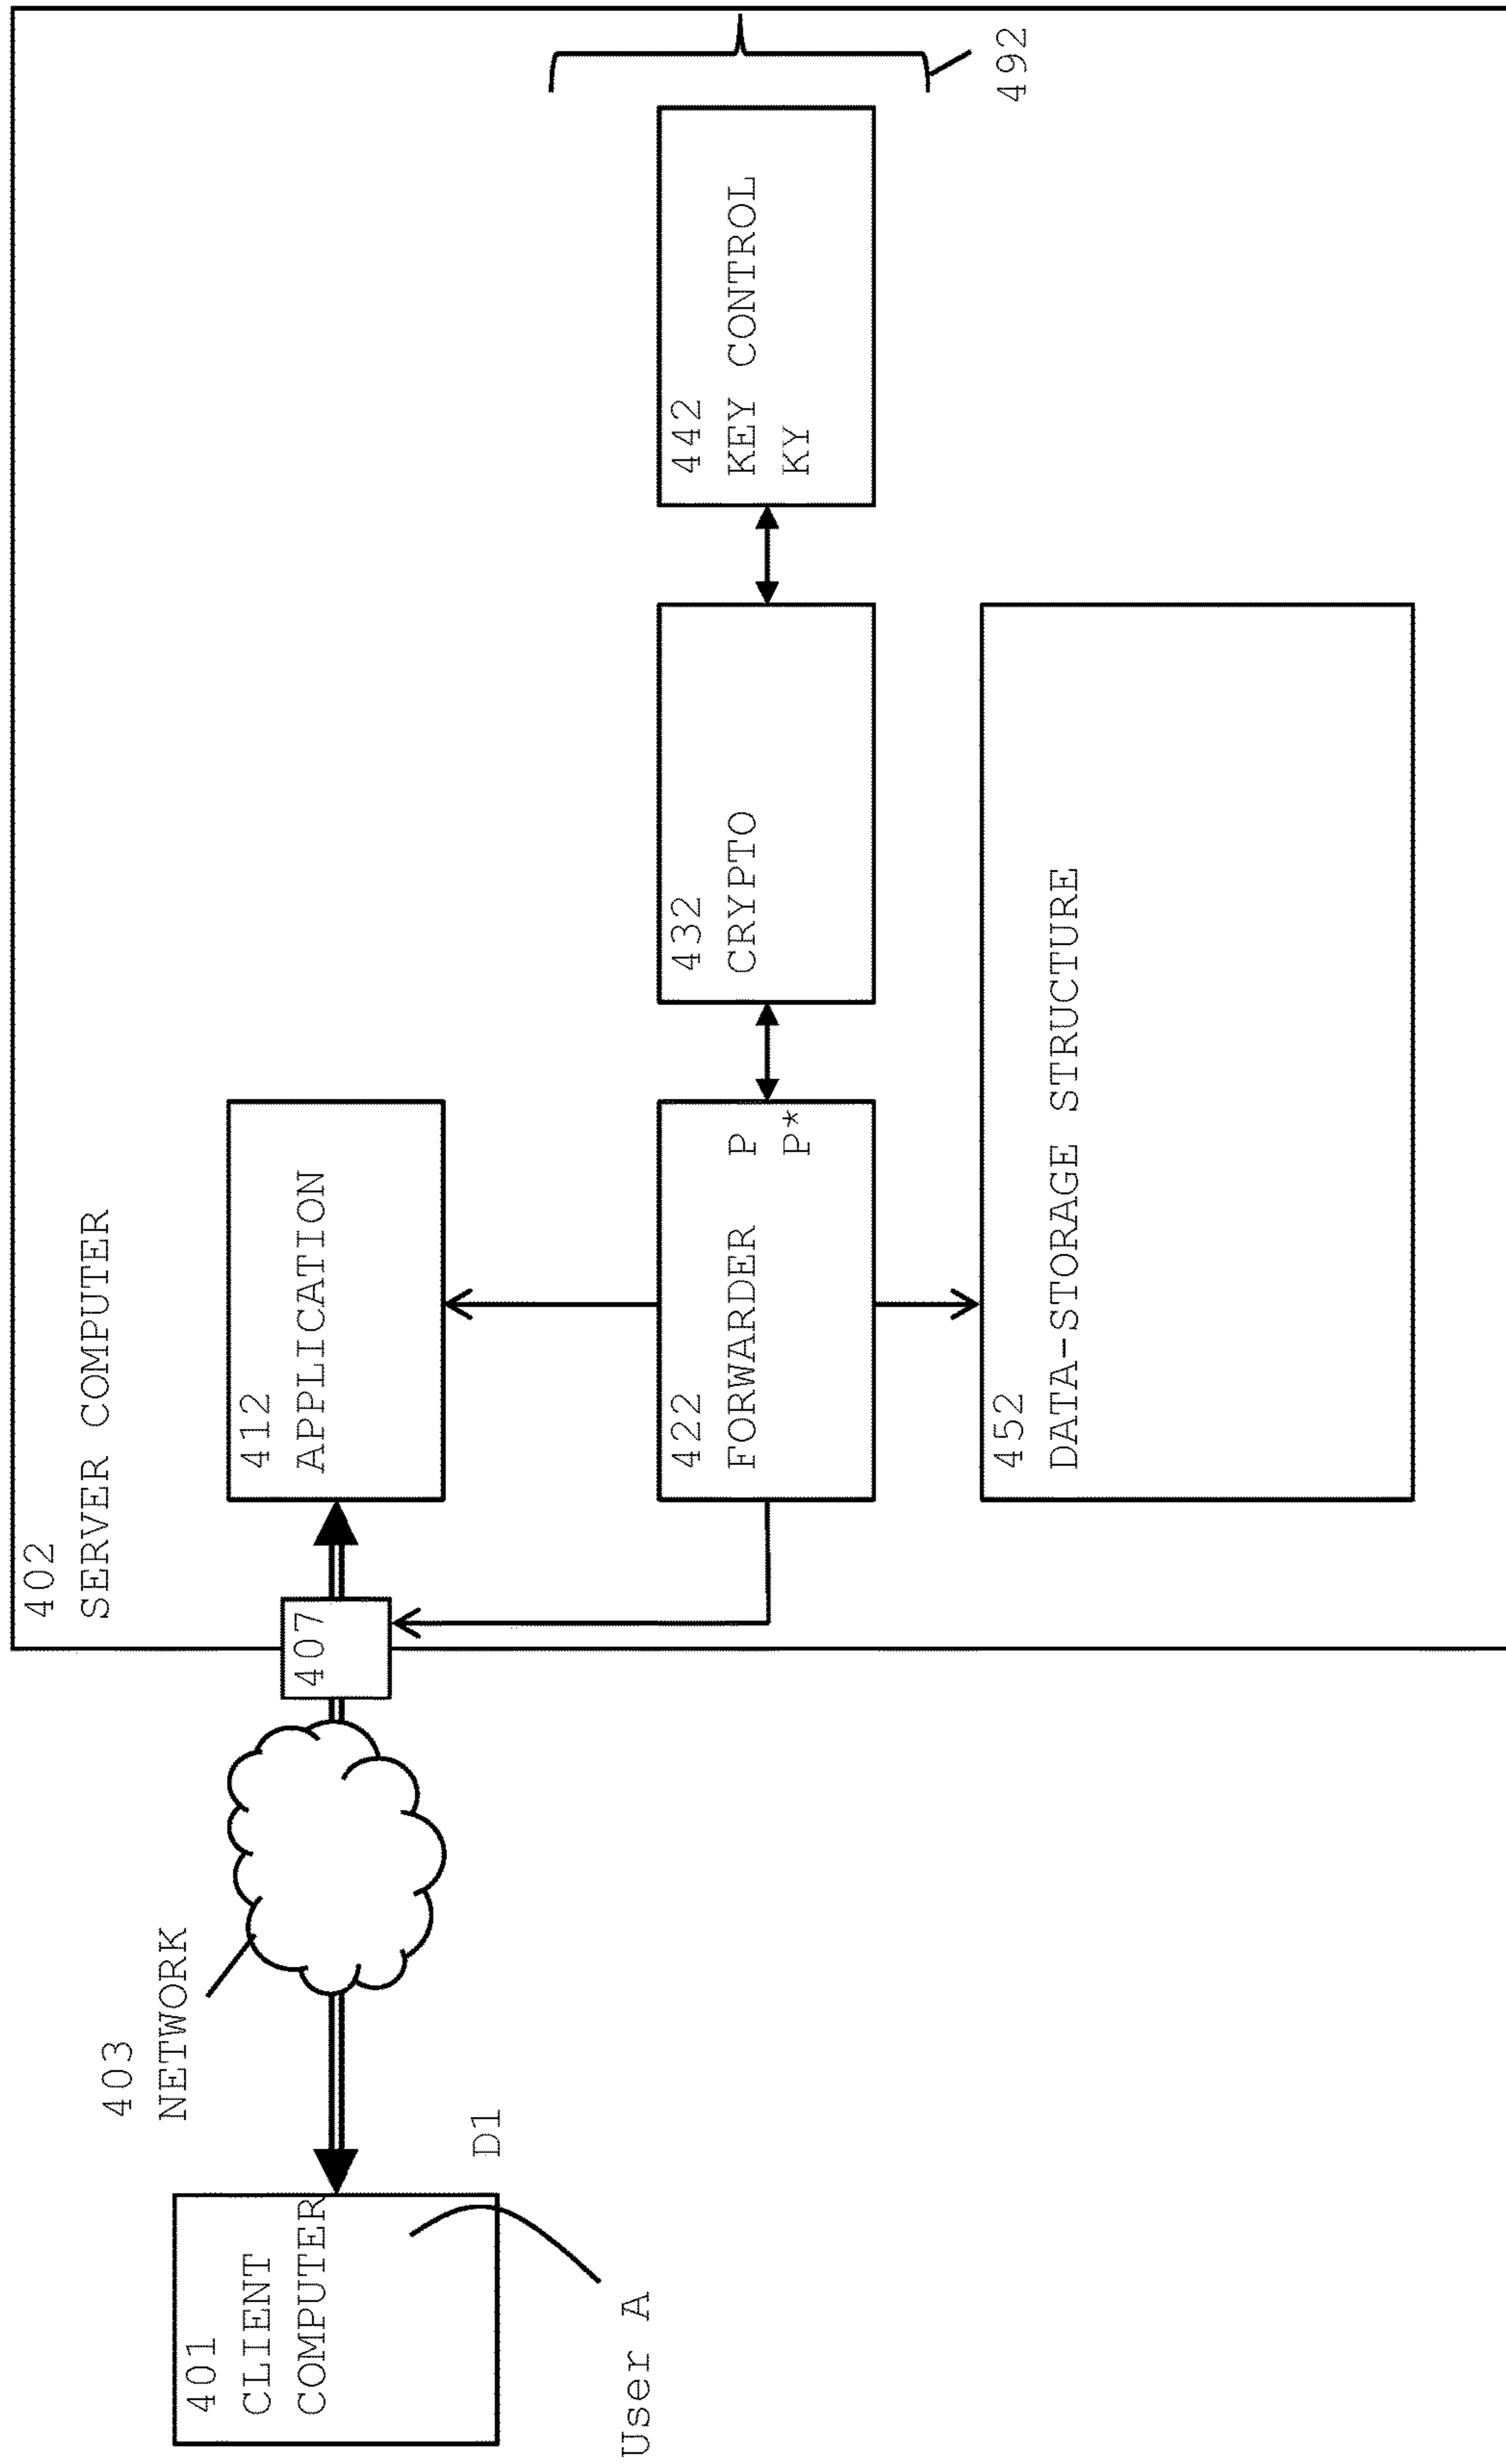 401
CLIENT
COMPUTER
User A
D1
403
NETWORK
407
402
SERVER COMPUTER
412
APPLICATION
422
FORWARDER P
P*
432
CRYPTO
442
KEY CONTROL
KY
492
452
DATA-STORAGE STRUCTURE